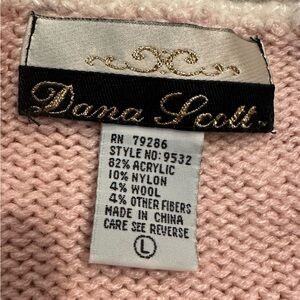 Dana Scott
RN 79286
STYLE NO: 9532
82% ACRYLIC
10% NYLON
4% WOOL
4% OTHER FIBERS
MADE IN CHINA
CARE SEE REVERSE
L